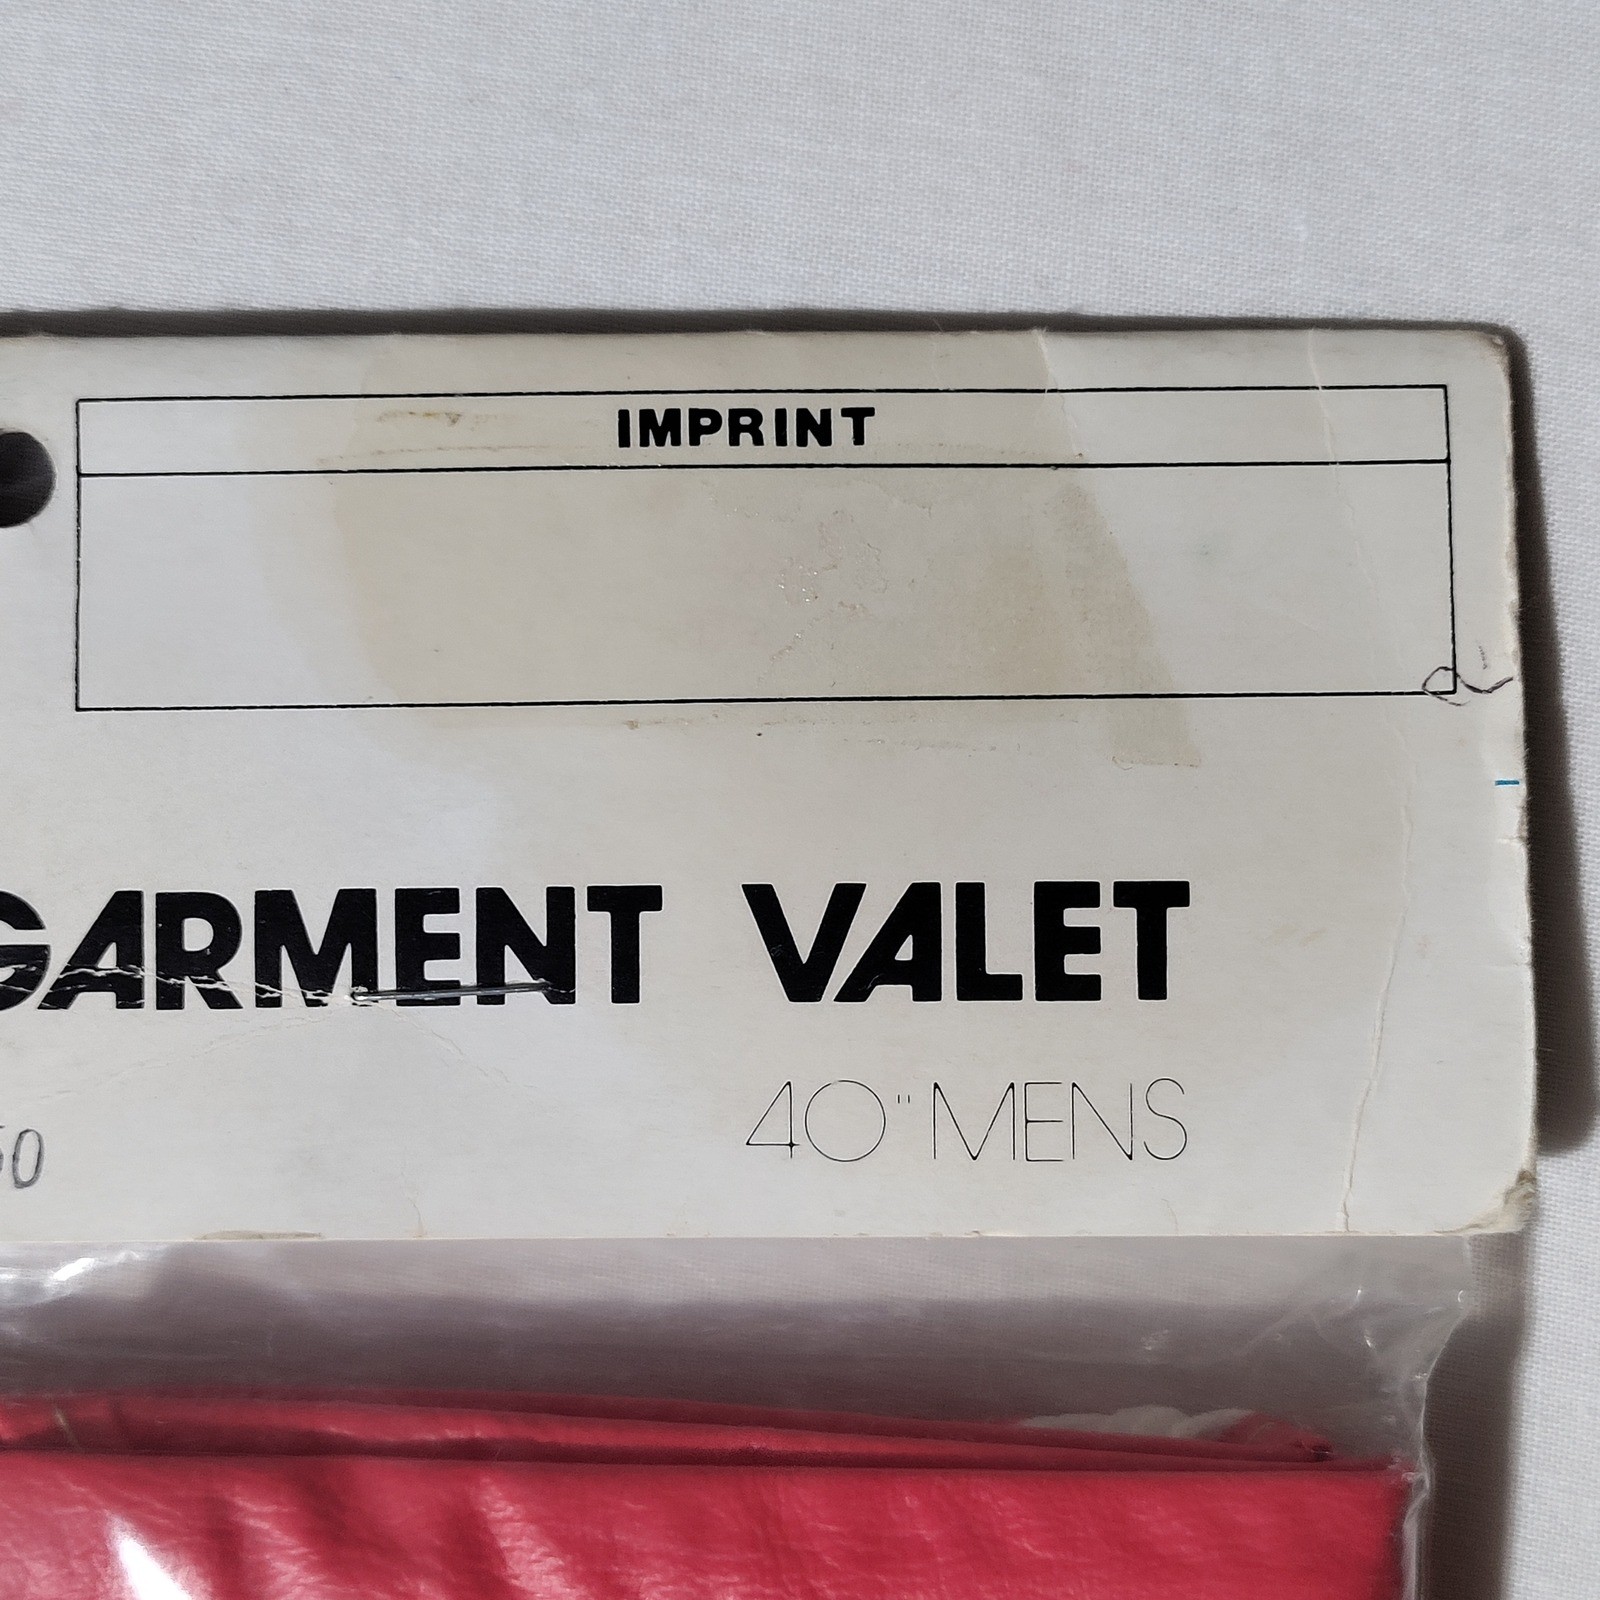 IMPRINT
GARMENT VALET
40" MENS